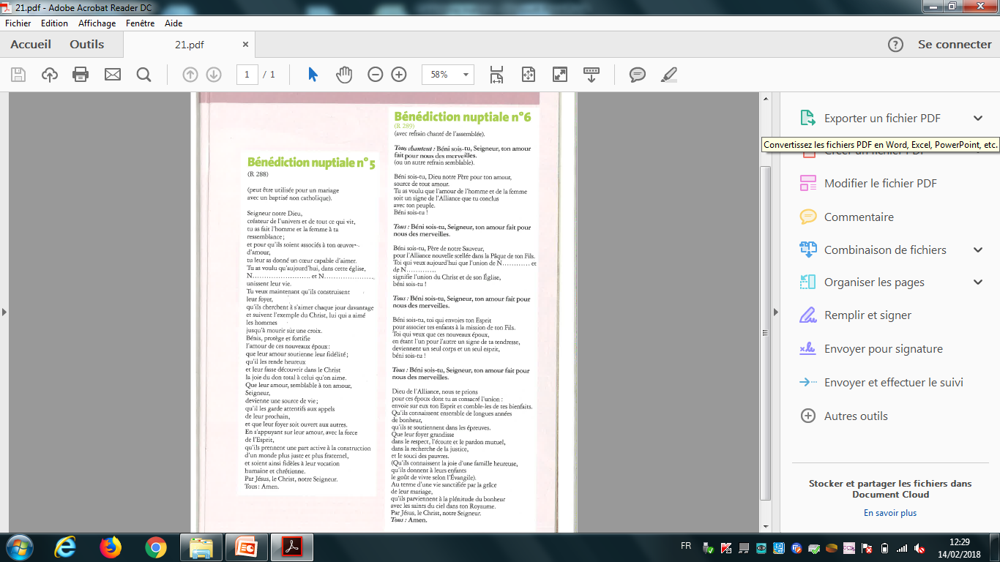 21.pdf - Adobe Acrobat Reader DC
Fichier Edition Affichage Fenêtre Aide
Accueil Outils 21.pdf × ? Se connecter
1 / 1 58%
Bénédiction nuptiale n° 5
(R 288)
(peut être utilisée pour un mariage
avec un baptisé non catholique).
Seigneur notre Dieu,
créateur de l'univers et de tout ce qui vit,
tu as fait l'homme et la femme à ta
ressemblance ;
et pour qu'ils soient associés à ton œuvre
d'amour,
tu leur as donné un cœur capable d'aimer.
Tu as voulu qu'aujourd'hui, dans cette église,
N........................ et N.....................
unissent leur vie.
Tu veux maintenant qu'ils construisent
leur foyer,
qu'ils cherchent à s'aimer chaque jour davantage
et suivent l'exemple du Christ, lui qui a aimé
les hommes
jusqu'à mourir sur une croix.
Bénis, protège et fortifie
l'amour de ces nouveaux époux :
que leur amour soutienne leur fidélité ;
qu'il les rende heureux
et leur fasse découvrir dans le Christ
la joie du don total à celui qu'on aime.
Que leur amour, semblable à ton amour,
Seigneur,
devienne une source de vie ;
qu'il les garde attentifs aux appels
de leur prochain,
et que leur foyer soit ouvert aux autres.
En s'appuyant sur leur amour, avec la force
de l'Esprit,
qu'ils prennent une part active à la construction
d'un monde plus juste et plus fraternel,
et soient ainsi fidèles à leur vocation
humaine et chrétienne.
Par Jésus, le Christ, notre Seigneur.
Tous : Amen.
Bénédiction nuptiale n°6
(R 289)
(avec refrain chanté de l'assemblée).
Tous chantent : Béni sois-tu, Seigneur, ton amour
fait pour nous des merveilles.
(ou un autre refrain semblable).
Béni sois-tu, Dieu notre Père pour ton amour,
source de tout amour.
Tu as voulu que l'amour de l'homme et de la femme
soit un signe de l'Alliance que tu conclus
avec ton peuple.
Béni sois-tu !
Tous : Béni sois-tu, Seigneur, ton amour fait pour
nous des merveilles.
Béni sois-tu, Père de notre Sauveur,
pour l'Alliance nouvelle scellée dans la Pâque de ton Fils.
Toi qui veux aujourd'hui que l'union de N............ et
de N.............
signifie l'union du Christ et de son Église,
béni sois-tu !
Tous : Béni sois-tu, Seigneur, ton amour fait pour
nous des merveilles.
Béni sois-tu, toi qui envoies ton Esprit
pour associer tes enfants à la mission de ton Fils.
Toi qui veux que ces nouveaux époux,
en étant l'un pour l'autre un signe de ta tendresse,
deviennent un seul corps et un seul esprit,
béni sois-tu !
Tous : Béni sois-tu, Seigneur, ton amour fait pour
nous des merveilles.
Dieu de l'Alliance, nous te prions
pour ces époux dont tu as consacré l'union :
envoie sur eux ton Esprit et comble-les de tes bienfaits.
Qu'ils connaissent ensemble de longues années
de bonheur,
qu'ils se soutiennent dans les épreuves.
Que leur foyer grandisse
dans le respect, l'écoute et le pardon mutuel,
dans la recherche de la justice,
et le souci des pauvres.
(Qu'ils connaissent la joie d'une famille heureuse,
qu'ils donnent à leurs enfants
le goût de vivre selon l'Évangile).
Au terme d'une vie sanctifiée par la grâce
de leur mariage,
qu'ils parviennent à la plénitude du bonheur
avec les saints du ciel dans ton Royaume.
Par Jésus, le Christ, notre Seigneur.
Tous : Amen.
Exporter un fichier PDF
Convertissez les fichiers PDF en Word, Excel, PowerPoint, etc.
Créer un fichier PDF
Modifier le fichier PDF
Commentaire
Combinaison de fichiers
Organiser les pages
Remplir et signer
Envoyer pour signature
Envoyer et effectuer le suivi
Autres outils
Stocker et partager les fichiers dans
Document Cloud
En savoir plus
FR
12:29
14/02/2018